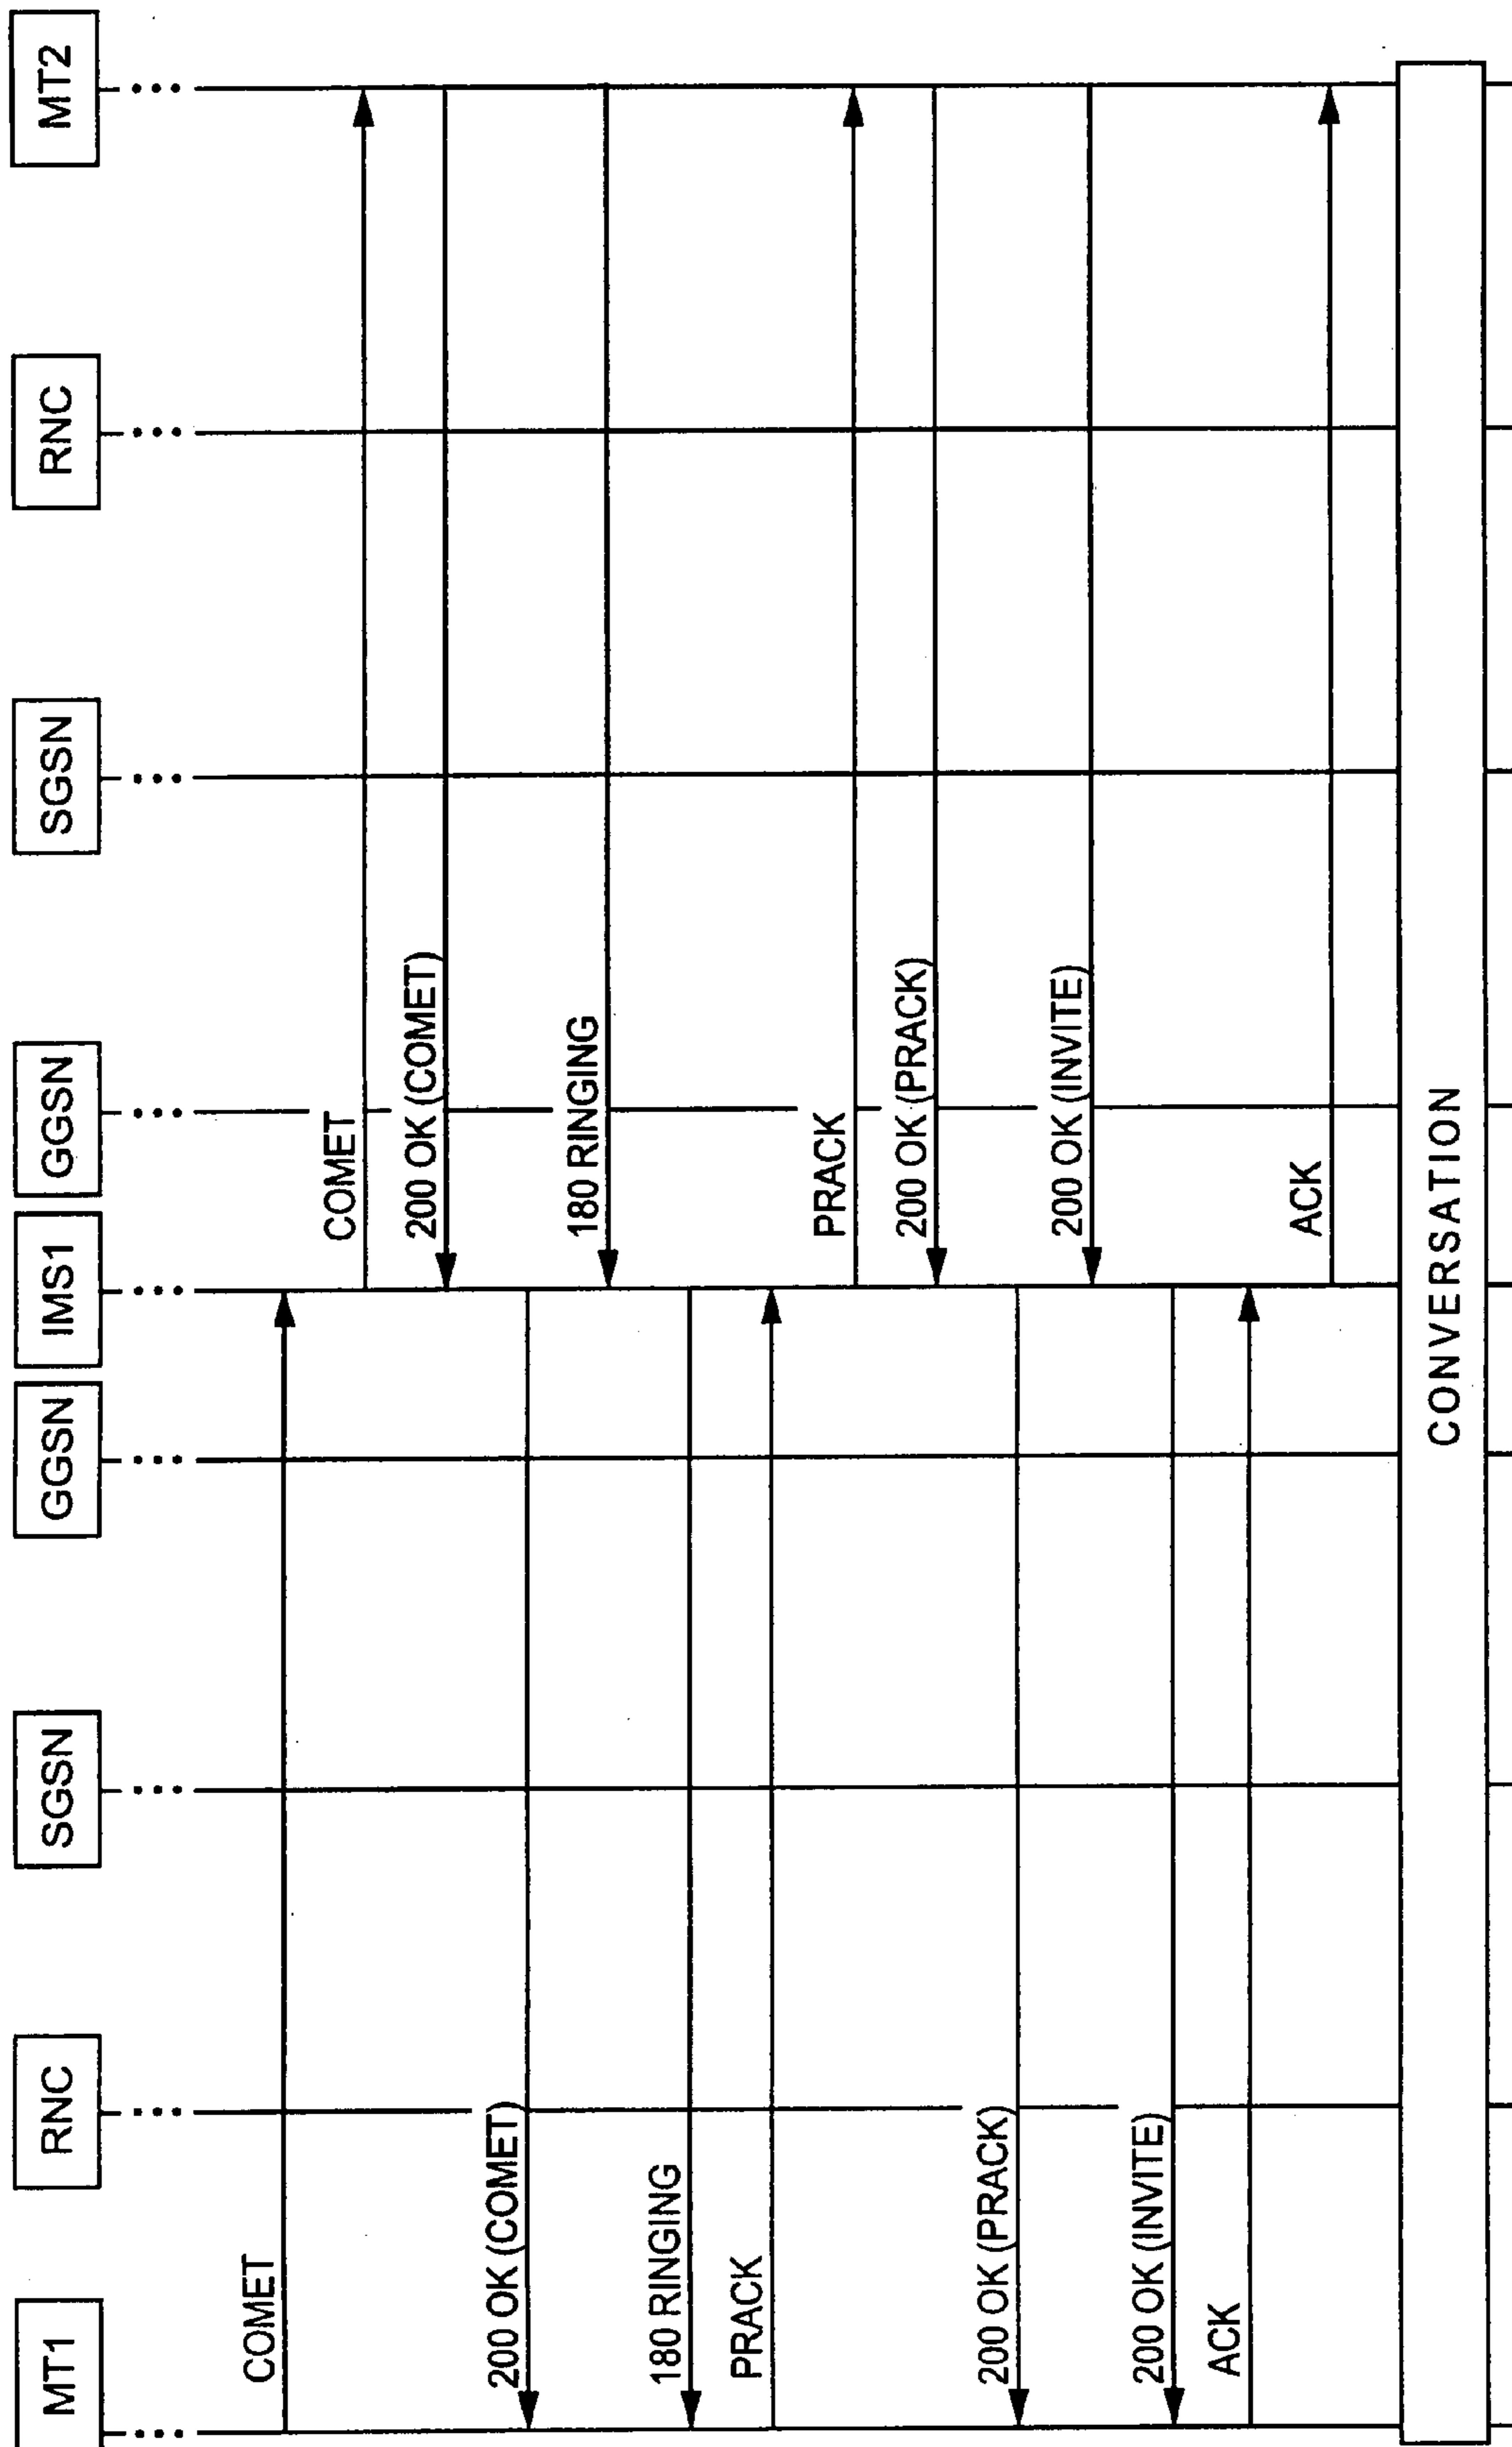 MT1
RNC
SGSN
GGSN
IMS1
GGSN
SGSN
RNC
MT2
COMET
COMET
200 OK (COMET)
200 OK (COMET)
180 RINGING
180 RINGING
PRACK
PRACK
200 OK (PRACK)
200 OK (PRACK)
200 OK (INVITE)
200 OK (INVITE)
ACK
ACK
CONVERSATION